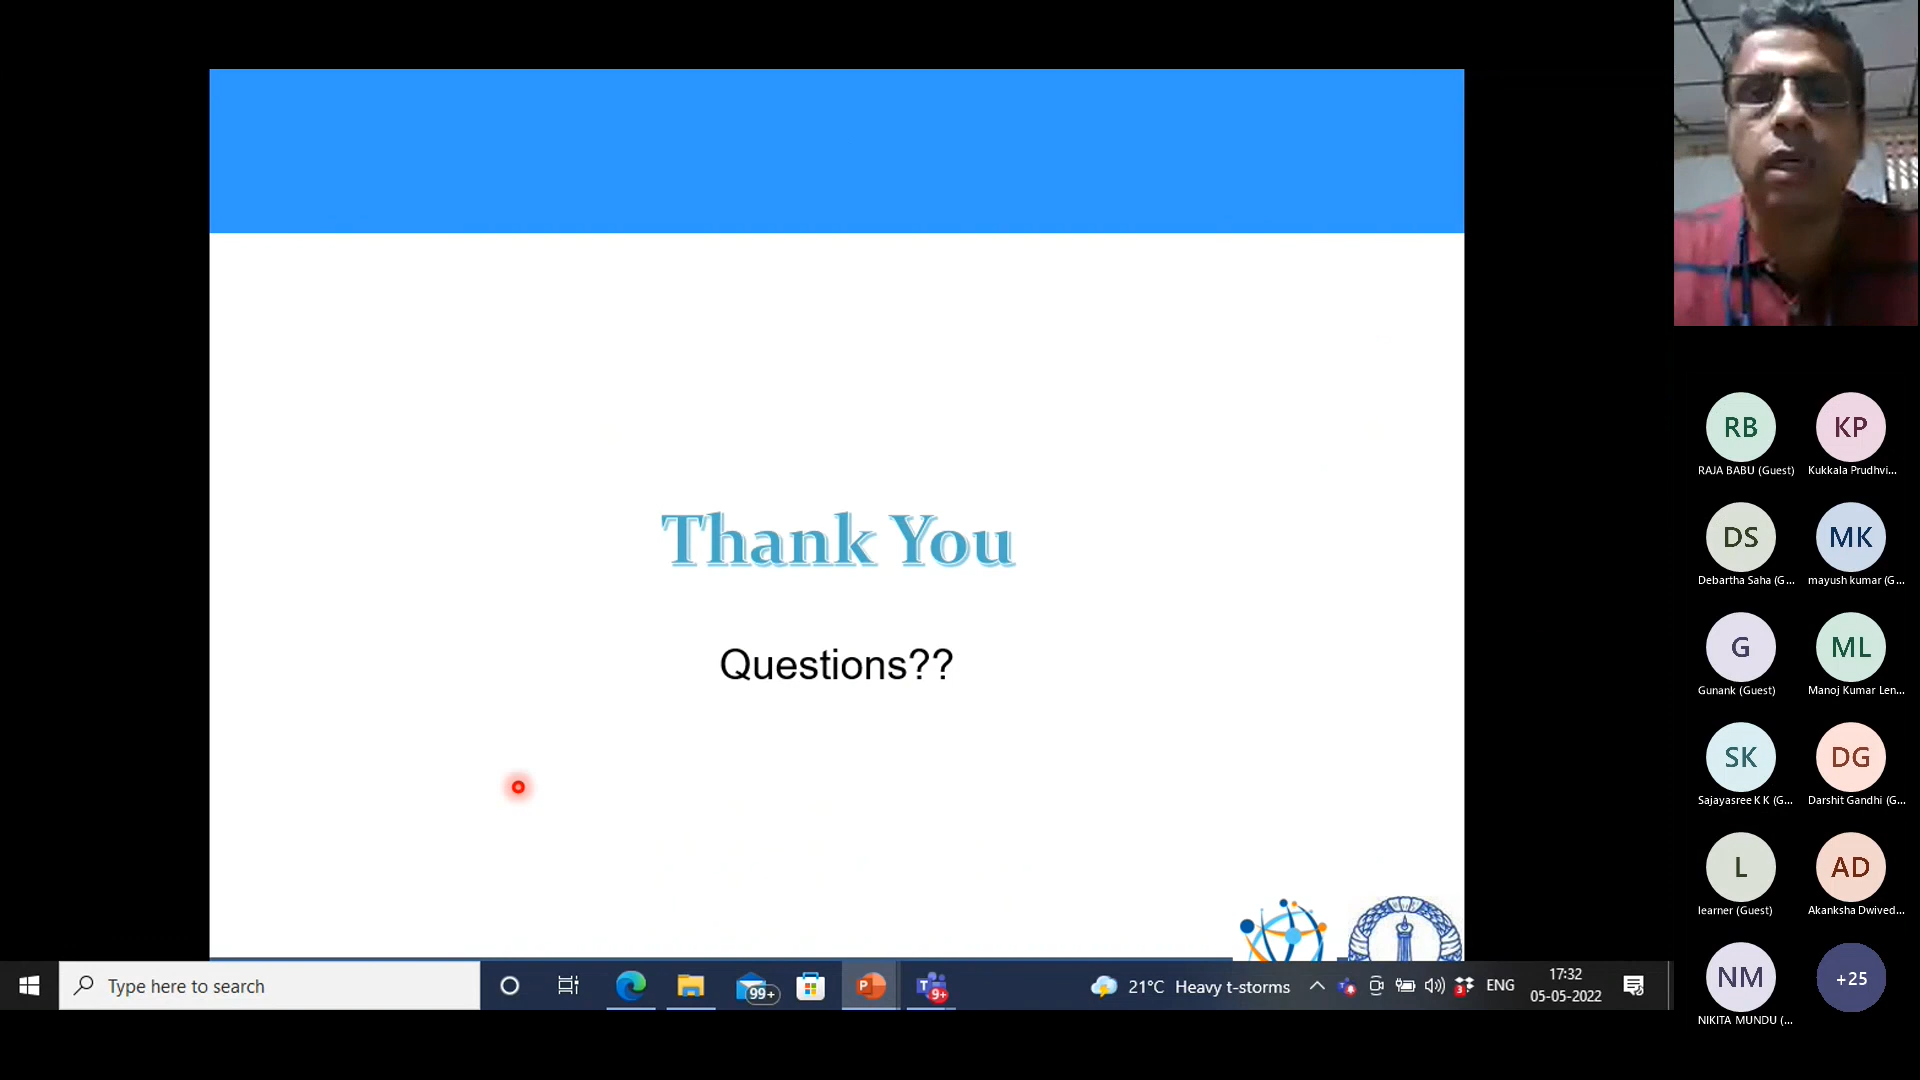 Thank You
Questions??
RB
KP
RAJA BABU (Guest)
Kukkala Prudhvi...
DS
MK
Debartha Saha (G...
mayush kumar (G...
G
ML
Gunank (Guest)
Manoj Kumar Len...
SK
DG
Sajayasree K K (G...
Darshit Gandhi (G...
L
AD
learner (Guest)
Akanksha Dwived...
NM
+25
NIKITA MUNDU (...
Type here to search
99+
P
T
9+
21°C Heavy t-storms
3
ENG
17:32
05-05-2022